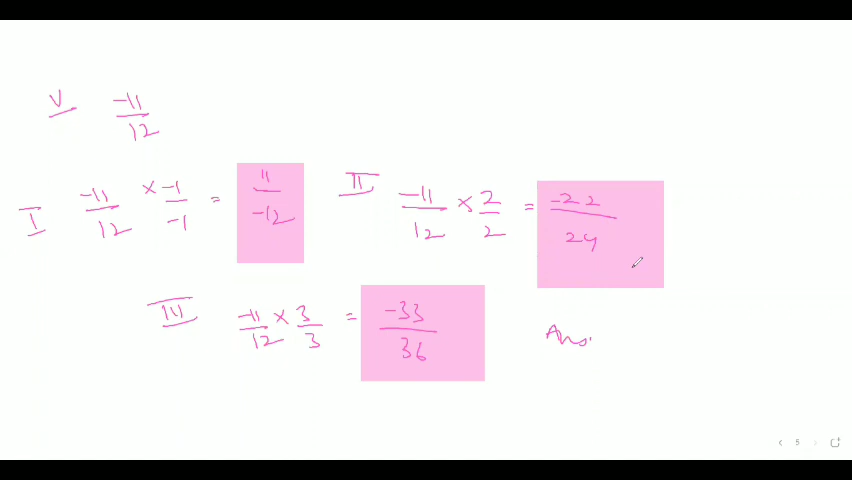 V -11/12
I -11/12 × -1/-1 = 11/-12
II -11/12 × 2/2 = -22/24
III -11/12 × 3/3 = -33/36
Ans.
5